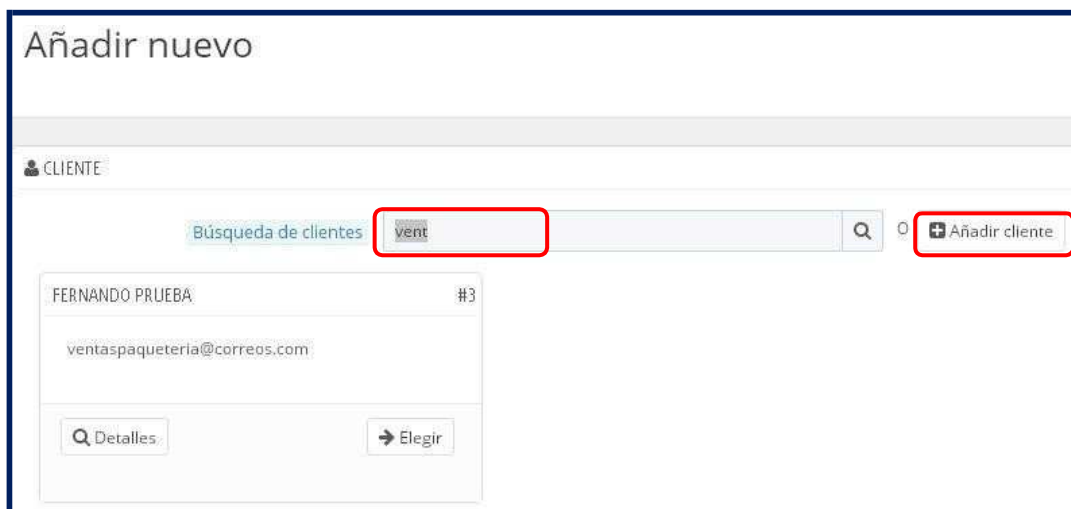 Añadir nuevo
CLIENTE
Búsqueda de clientes vent O Añadir cliente
FERNANDO PRUEBA #3
ventaspaqueteria@correos.com
Detalles Elegir